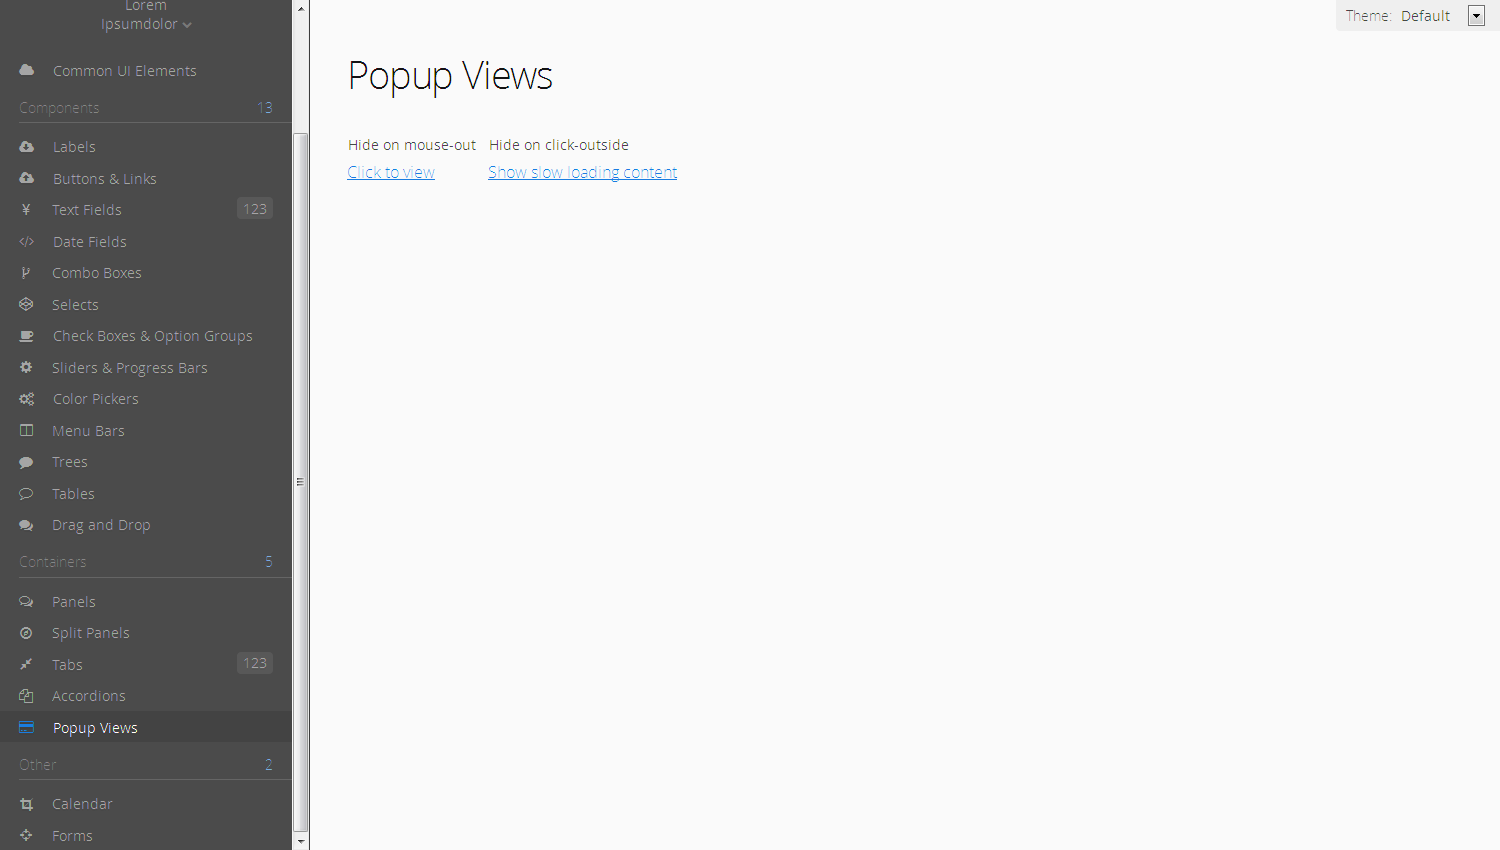 Lorem
Ipsumdolor
Common UI Elements
Components 13
Labels
Buttons & Links
Text Fields 123
Date Fields
Combo Boxes
Selects
Check Boxes & Option Groups
Sliders & Progress Bars
Color Pickers
Menu Bars
Trees
Tables
Drag and Drop
Containers 5
Panels
Split Panels
Tabs 123
Accordions
Popup Views
Other 2
Calendar
Forms
Theme: Default
Popup Views
Hide on mouse-out Hide on click-outside
Click to view Show slow loading content